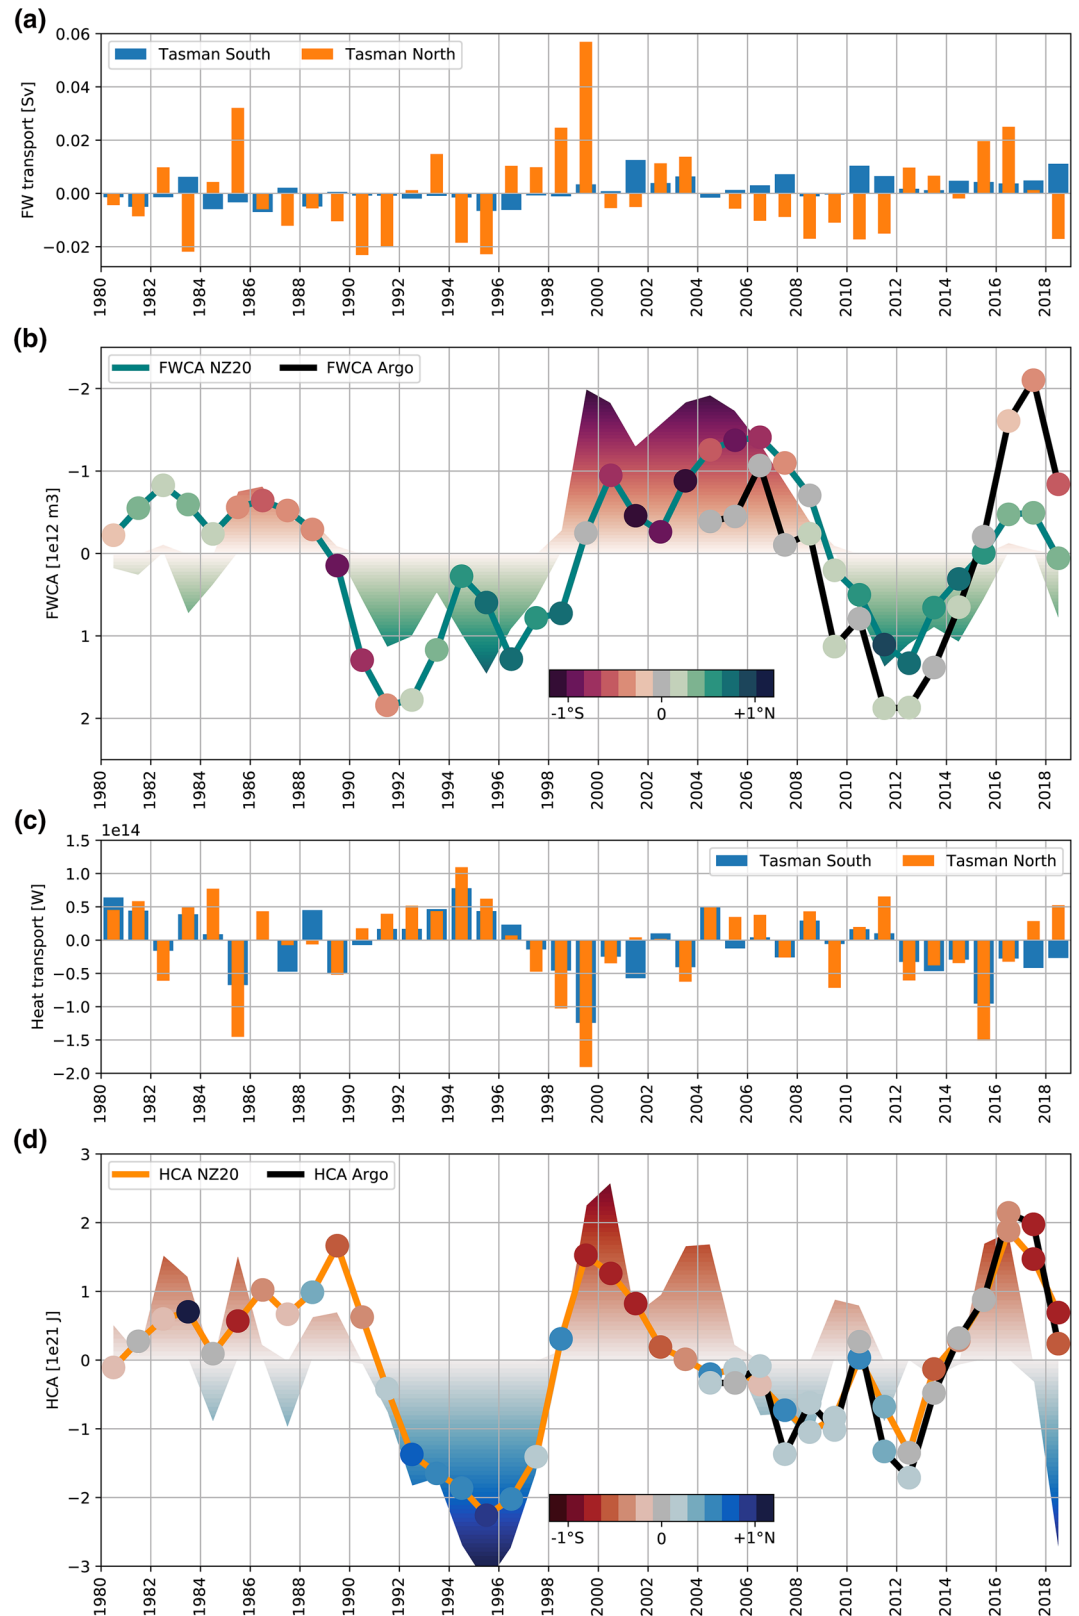 (a)
FW transport [Sv]
0.06
0.04
0.02
0.00
−0.02
Tasman South
Tasman North
1980 1982 1984 1986 1988 1990 1992 1994 1996 1998 2000 2002 2004 2006 2008 2010 2012 2014 2016 2018
(b)
FWCA [1e12 m3]
−2
−1
0
1
2
FWCA NZ20
FWCA Argo
-1°S 0 +1°N
1980 1982 1984 1986 1988 1990 1992 1994 1996 1998 2000 2002 2004 2006 2008 2010 2012 2014 2016 2018
(c)
1e14
Heat transport [W]
1.5
1.0
0.5
0.0
−0.5
−1.0
−1.5
−2.0
Tasman South
Tasman North
1980 1982 1984 1986 1988 1990 1992 1994 1996 1998 2000 2002 2004 2006 2008 2010 2012 2014 2016 2018
(d)
HCA [1e21 J]
3
2
1
0
−1
−2
−3
HCA NZ20
HCA Argo
-1°S 0 +1°N
1980 1982 1984 1986 1988 1990 1992 1994 1996 1998 2000 2002 2004 2006 2008 2010 2012 2014 2016 2018